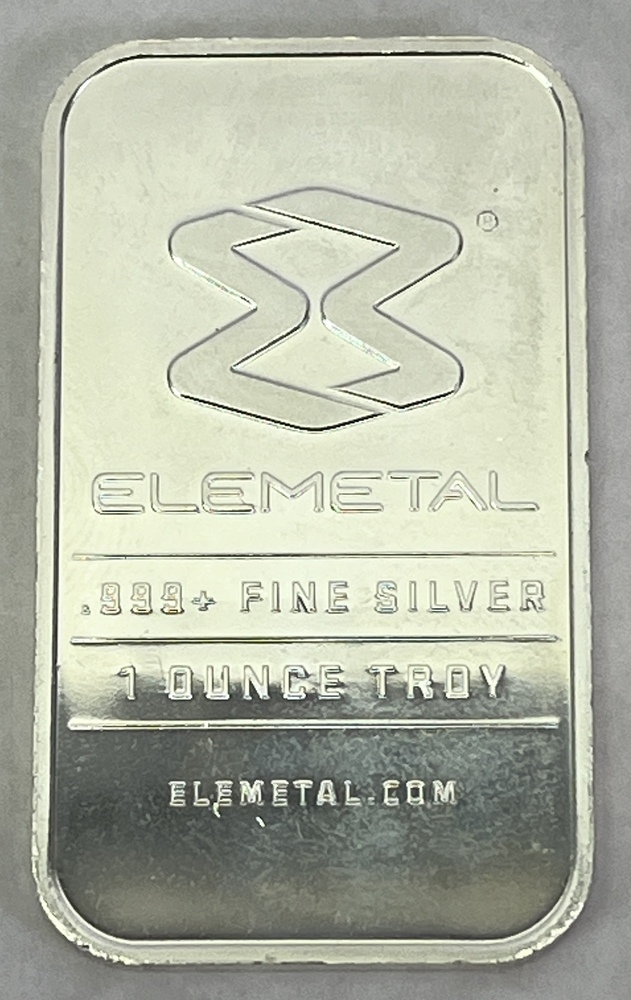 ®
ELEMETAL
.999+ FINE SILVER
1 OUNCE TROY
ELEMETAL.COM